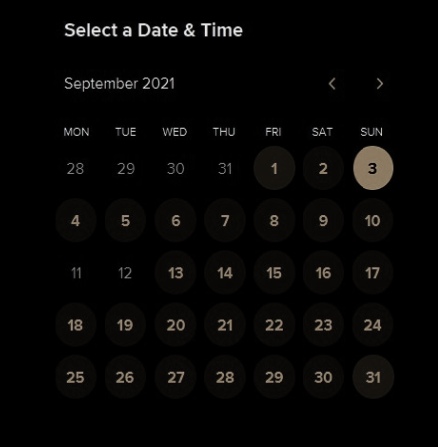 Select a Date & Time
September 2021
MON TUE WED THU FRI SAT SUN
28 29 30 31 1 2 3
4 5 6 7 8 9 10
11 12 13 14 15 16 17
18 19 20 21 22 23 24
25 26 27 28 29 30 31